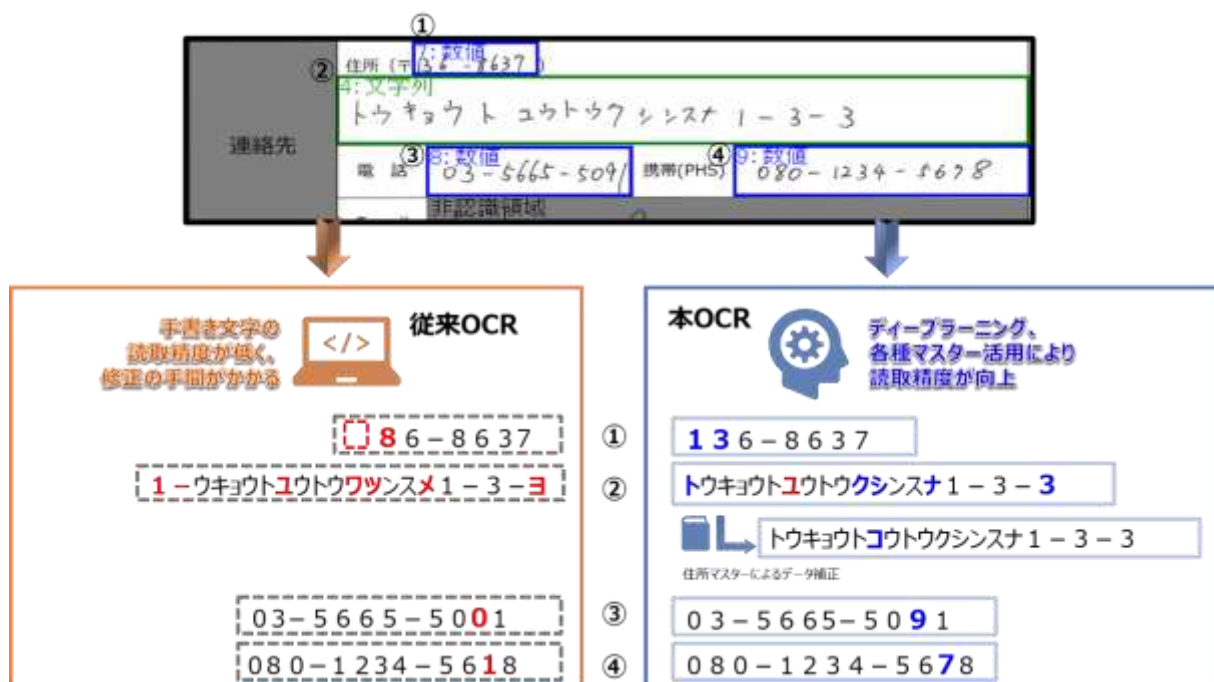 ①
1: 数値
② 住所 (〒136-8637)
4: 文字列
トウキョウト ユウトウク シンスナ 1-3-3
連絡先
③ 8: 数値 ④ 9: 数値
電話 03-5665-5091 携帯(PHS) 080-1234-5678
非認識領域
手書き文字の
読取精度が低く、
修正の手間がかかる
</>
従来OCR
本OCR
ディープラーニング、
各種マスター活用により
読取精度が向上
86-8637 ① 136-8637
1-ウキョウトユウトウワツンスメ1-3-ヨ ② トウキョウトユウトウクシンスナ1-3-3
トウキョウトコウトウクシンスナ1-3-3
住所マスターによるデータ補正
03-5665-5001 ③ 03-5665-5091
080-1234-5618 ④ 080-1234-5678